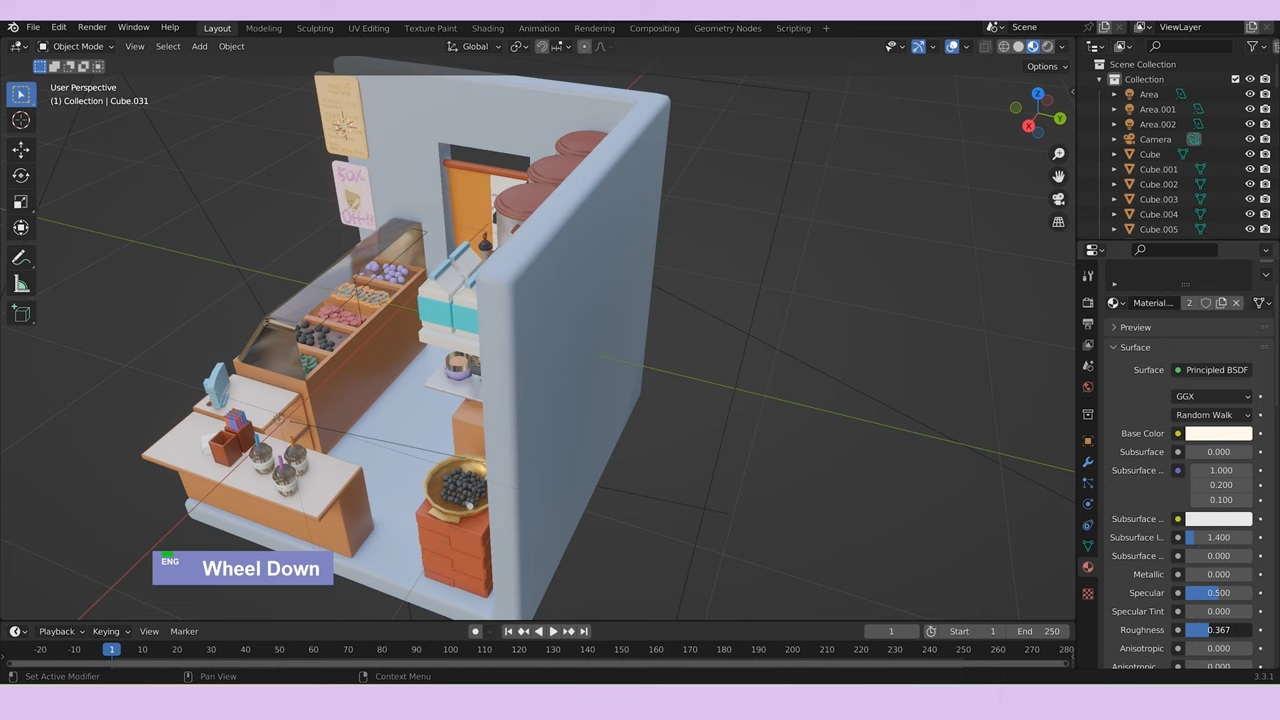 File Edit Render Window Help Layout Modeling Sculpting UV Editing Texture Paint Shading Animation Rendering Compositing Geometry Nodes Scripting + Scene ViewLayer
Object Mode View Select Add Object Global
Options
User Perspective
(1) Collection | Cube.031
Z
Y
X
50%
Off!!
ENG
Wheel Down
Scene Collection
Collection
Area
Area.001
Area.002
Camera
Cube
Cube.001
Cube.002
Cube.003
Cube.004
Cube.005
Material... 2
Preview
Surface
Surface Principled BSDF
GGX
Random Walk
Base Color
Subsurface 0.000
Subsurface ... 1.000
0.200
0.100
Subsurface ...
Subsurface I... 1.400
Subsurface ... 0.000
Metallic 0.000
Specular 0.500
Specular Tint 0.000
Roughness 0.367
Anisotropic 0.000
Anisotropic ... 0.000
Playback Keying View Marker 1 Start 1 End 250
-20 -10 1 10 20 30 40 50 60 70 80 90 100 110 120 130 140 150 160 170 180 190 200 210 220 230 240 250 260 270 280
Set Active Modifier Pan View Context Menu 3.3.1